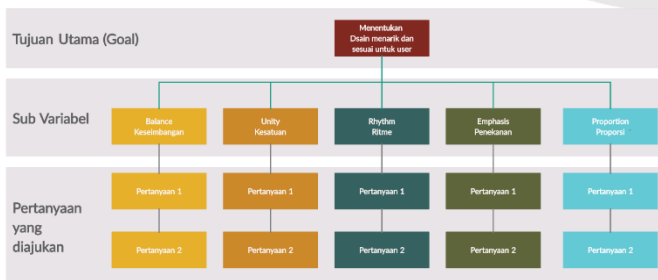 Tujuan Utama (Goal)
Menentukan
Dsain menarik dan
sesuai untuk user
Sub Variabel
Balance
Keseimbangan
Unity
Kesatuan
Rhythm
Ritme
Emphasis
Penekanan
Proportion
Proporsi
Pertanyaan
yang
diajukan
Pertanyaan 1
Pertanyaan 1
Pertanyaan 1
Pertanyaan 1
Pertanyaan 1
Pertanyaan 2
Pertanyaan 2
Pertanyaan 2
Pertanyaan 2
Pertanyaan 2